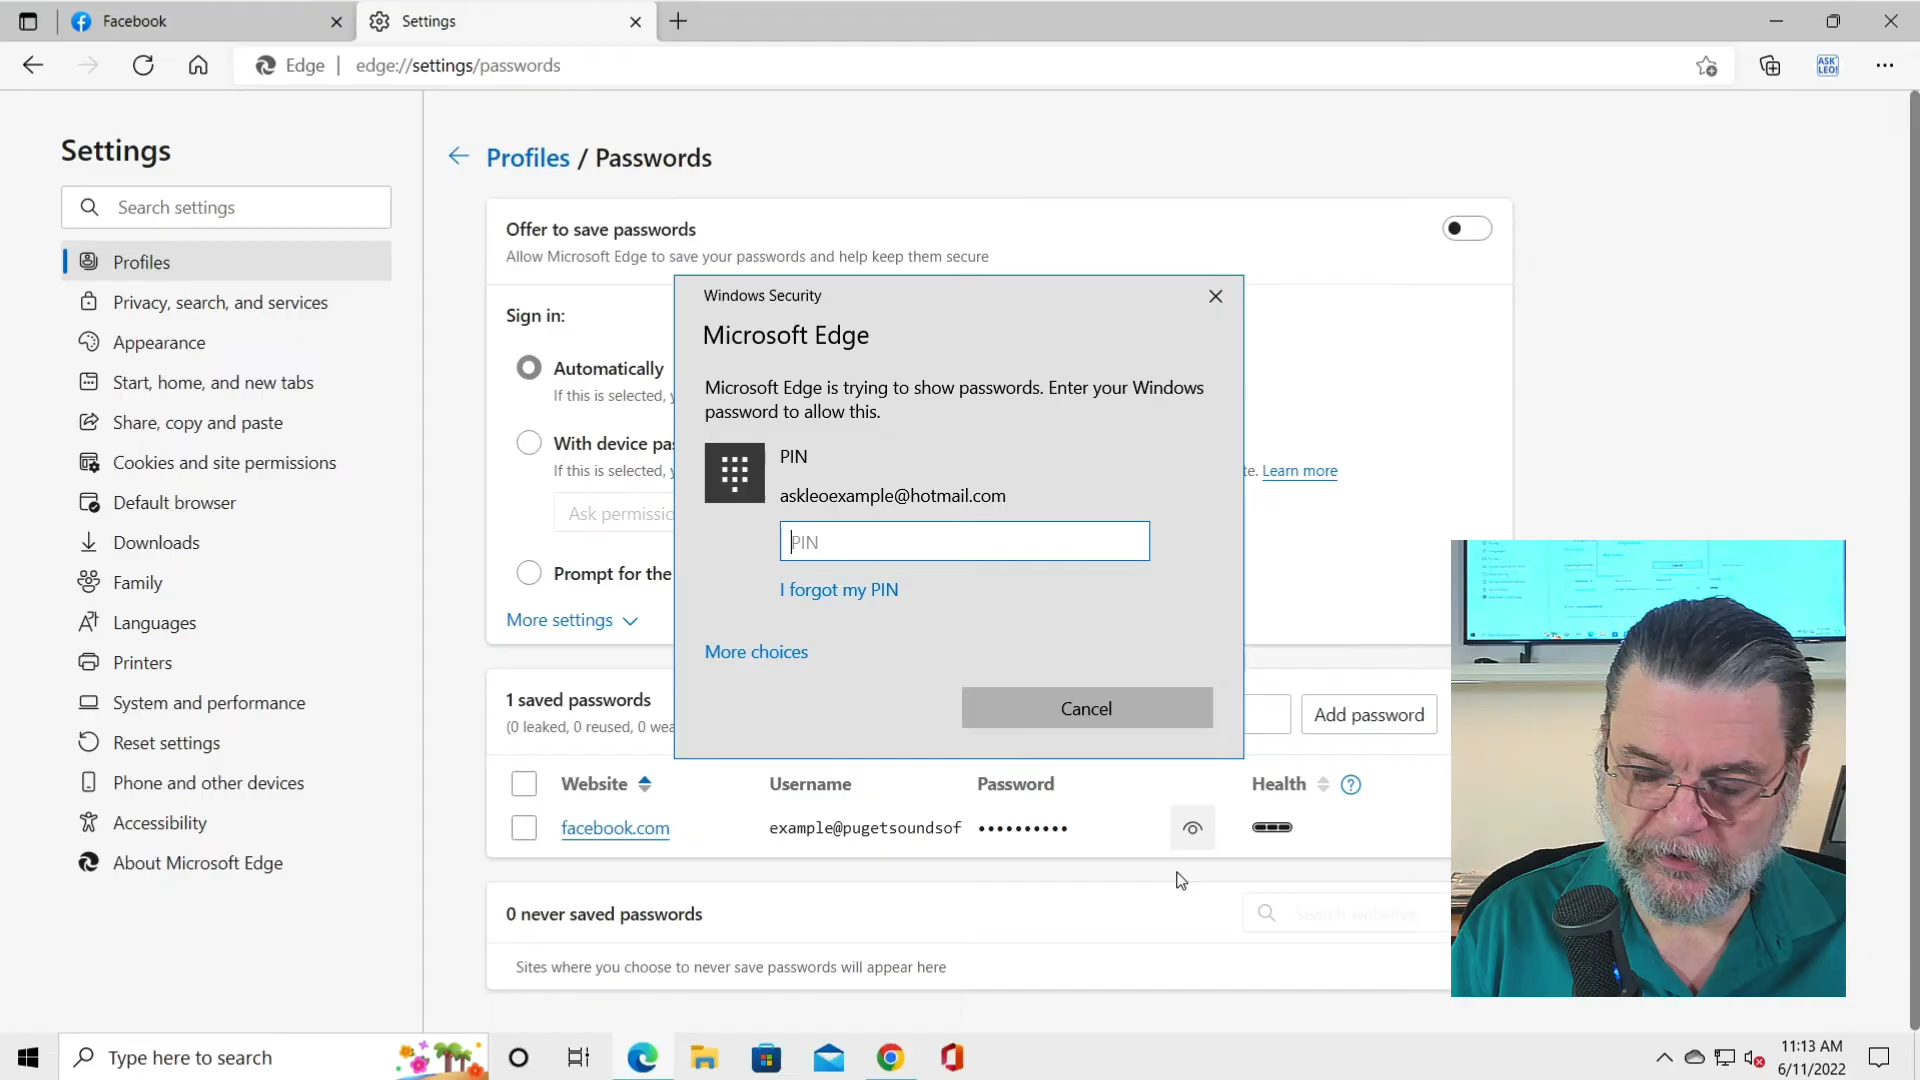 Facebook
Settings
Edge | edge://settings/passwords
ASK LEO!
Settings
Search settings
Profiles
Privacy, search, and services
Appearance
Start, home, and new tabs
Share, copy and paste
Cookies and site permissions
Default browser
Downloads
Family
Languages
Printers
System and performance
Reset settings
Phone and other devices
Accessibility
About Microsoft Edge
Profiles / Passwords
Offer to save passwords
Allow Microsoft Edge to save your passwords and help keep them secure
Sign in:
Automatically
If this is selected,
With device pas
If this is selected,
te. Learn more
Ask permissio
Prompt for the
More settings
Windows Security
Microsoft Edge
Microsoft Edge is trying to show passwords. Enter your Windows
password to allow this.
PIN
askleoexample@hotmail.com
PIN
I forgot my PIN
More choices
Cancel
1 saved passwords
(0 leaked, 0 reused, 0 wea
Add password
Website
Username
Password
Health
facebook.com
example@pugetsoundsof
••••••••••
0 never saved passwords
Search websites
Sites where you choose to never save passwords will appear here
Type here to search
11:13 AM
6/11/2022